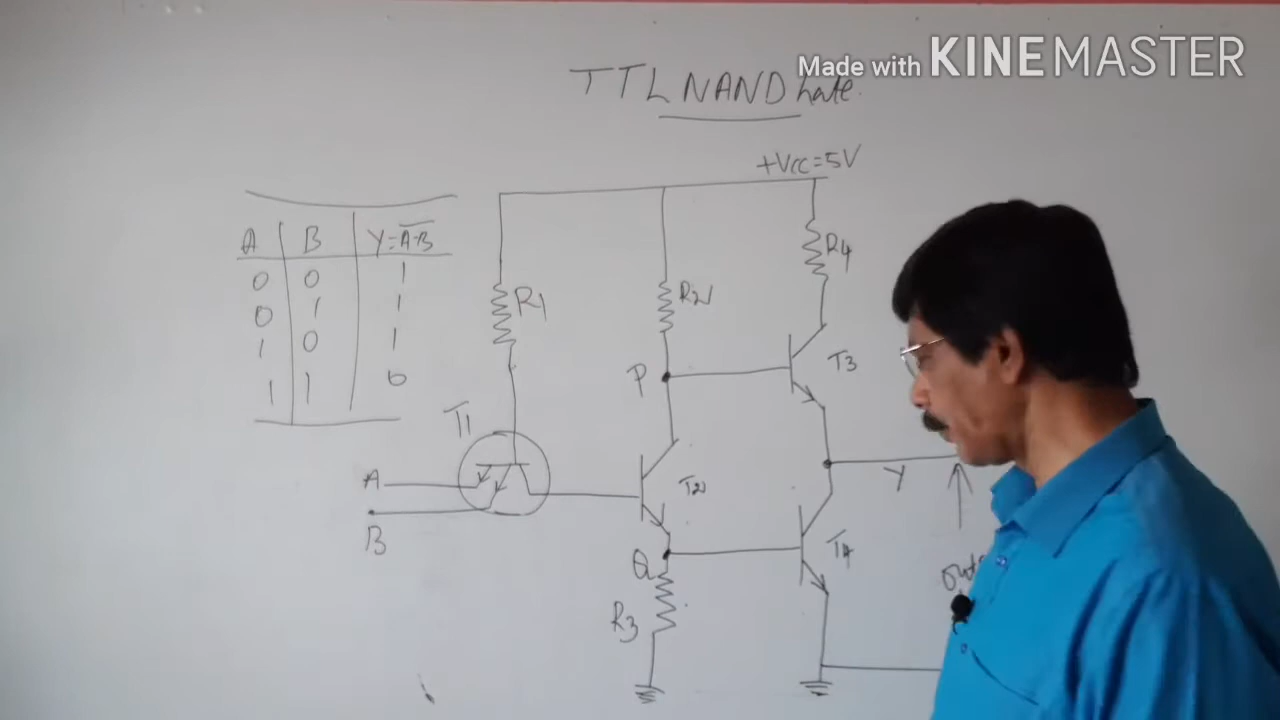 Made with KINEMASTER
TTL NAND Gate.
+Vcc=5V
A B Y=A̅·̅B̅
0 0 1
0 1 1
1 0 1
1 1 0
R1
R2
R4
P
T3
T1
A
B
T2
Y
Q
T4
R3